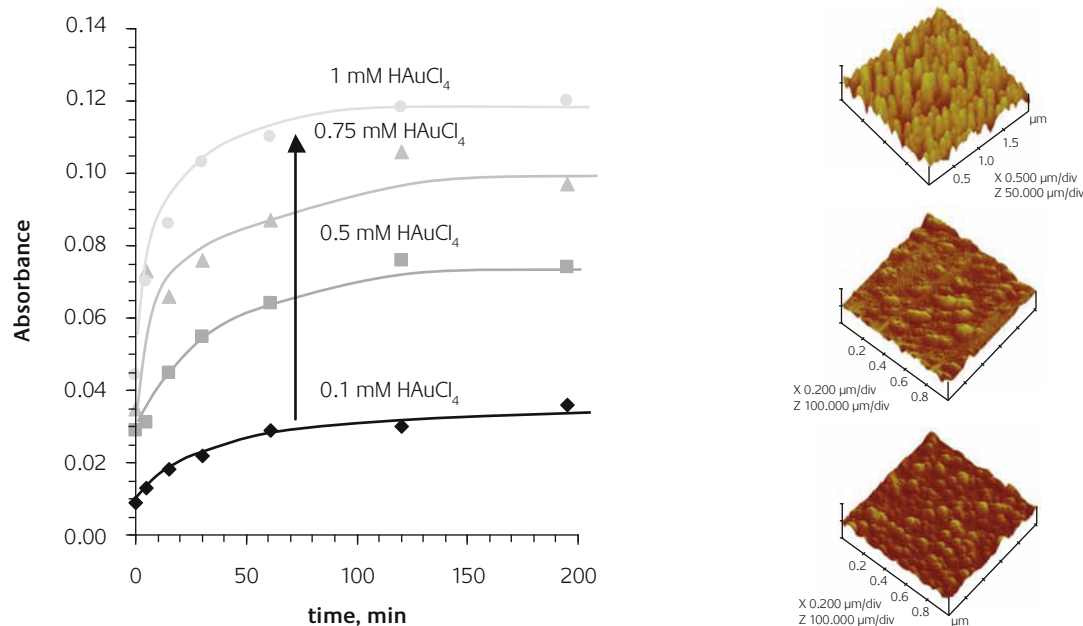 0.14
0.12
0.10
0.08
0.06
0.04
0.02
0.00
Absorbance
1 mM HAuCl₄
0.75 mM HAuCl₄
0.5 mM HAuCl₄
0.1 mM HAuCl₄
0 50 100 150 200
time, min
µm
1.5
1.0
0.5
X 0.500 µm/div
Z 50.000 µm/div
0.2
0.4
0.6
0.8
X 0.200 µm/div
Z 100.000 µm/div
0.2
0.4
0.6
0.8
µm
X 0.200 µm/div
Z 100.000 µm/div